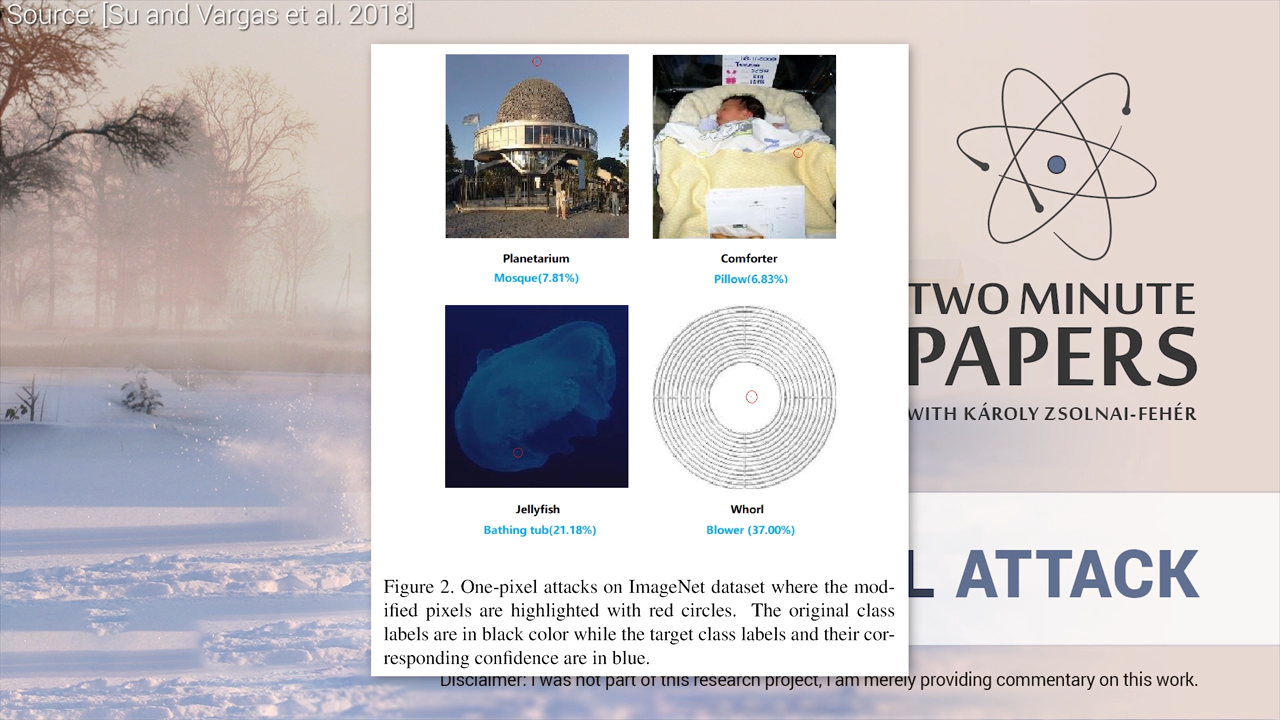 Source: [Su and Vargas et al. 2018]
Planetarium
Mosque(7.81%)
Comforter
Pillow(6.83%)
Jellyfish
Bathing tub(21.18%)
Whorl
Blower (37.00%)
Figure 2. One-pixel attacks on ImageNet dataset where the mod-
ified pixels are highlighted with red circles. The original class
labels are in black color while the target class labels and their cor-
responding confidence are in blue.
TWO MINUTE
PAPERS
WITH KÁROLY ZSOLNAI-FEHÉR
L ATTACK
Disclaimer: I was not part of this research project, I am merely providing commentary on this work.